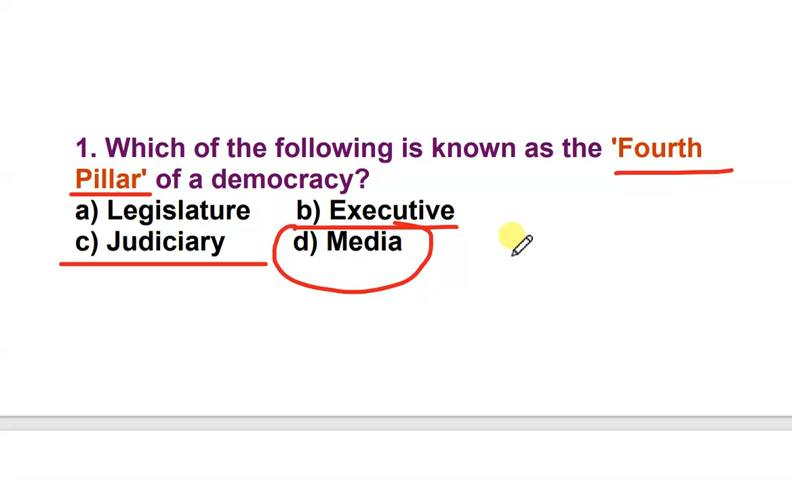 1. Which of the following is known as the 'Fourth
Pillar' of a democracy?
a) Legislature b) Executive
c) Judiciary d) Media